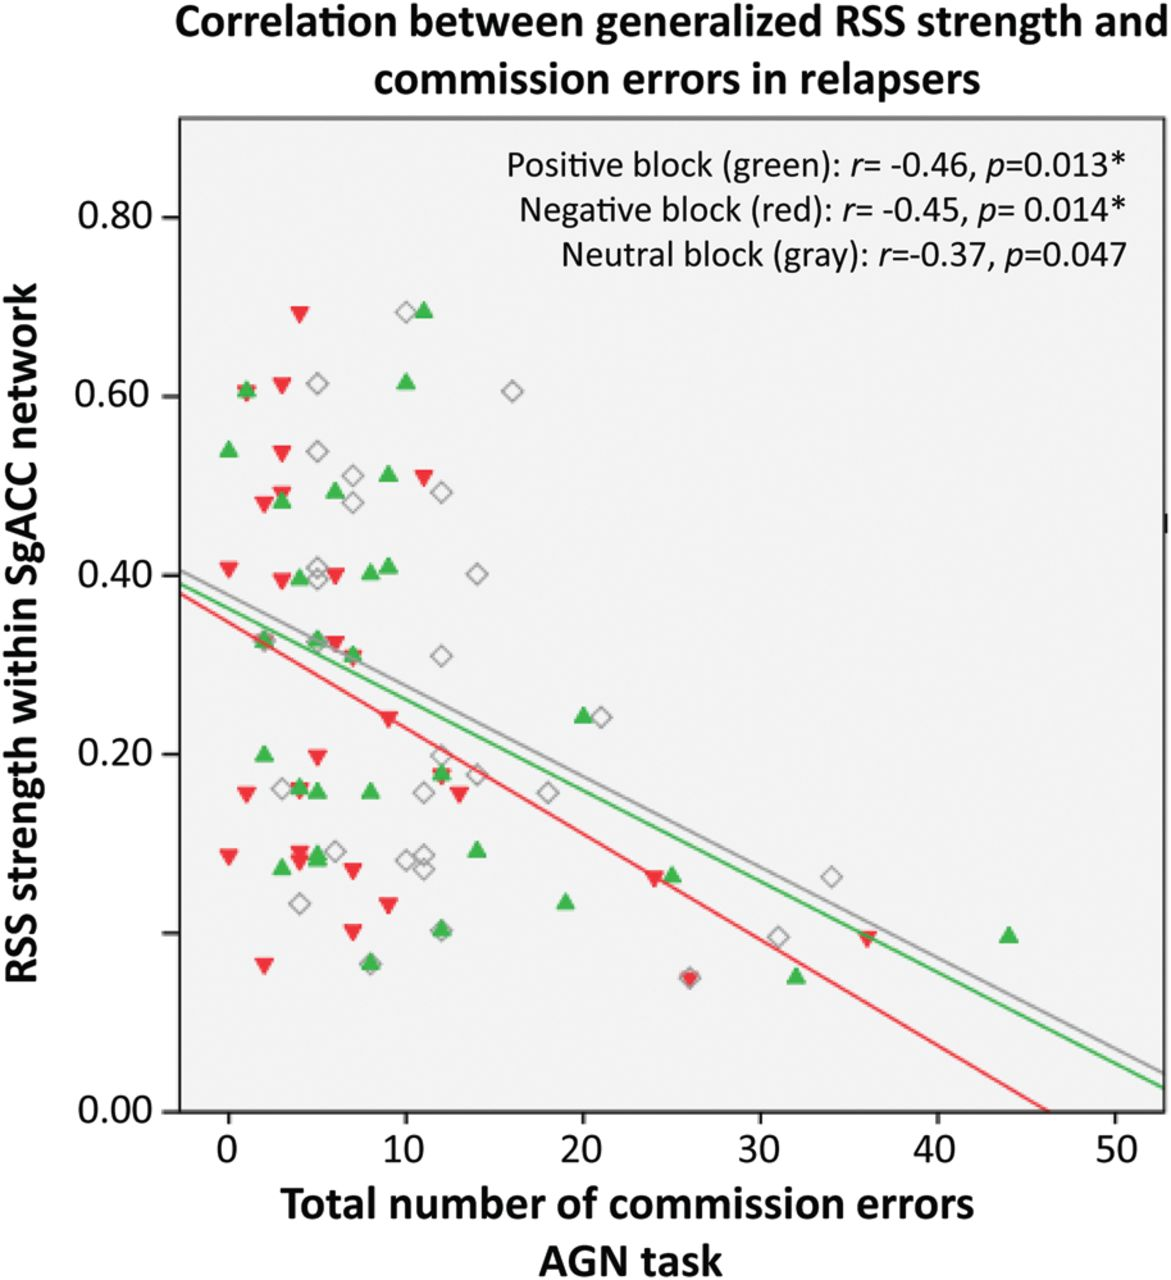 Correlation between generalized RSS strength and
commission errors in relapsers
Positive block (green): r= -0.46, p=0.013*
Negative block (red): r= -0.45, p= 0.014*
Neutral block (gray): r=-0.37, p=0.047
RSS strength within SgACC network
0.80
0.60
0.40
0.20
0.00
0 10 20 30 40 50
Total number of commission errors
AGN task